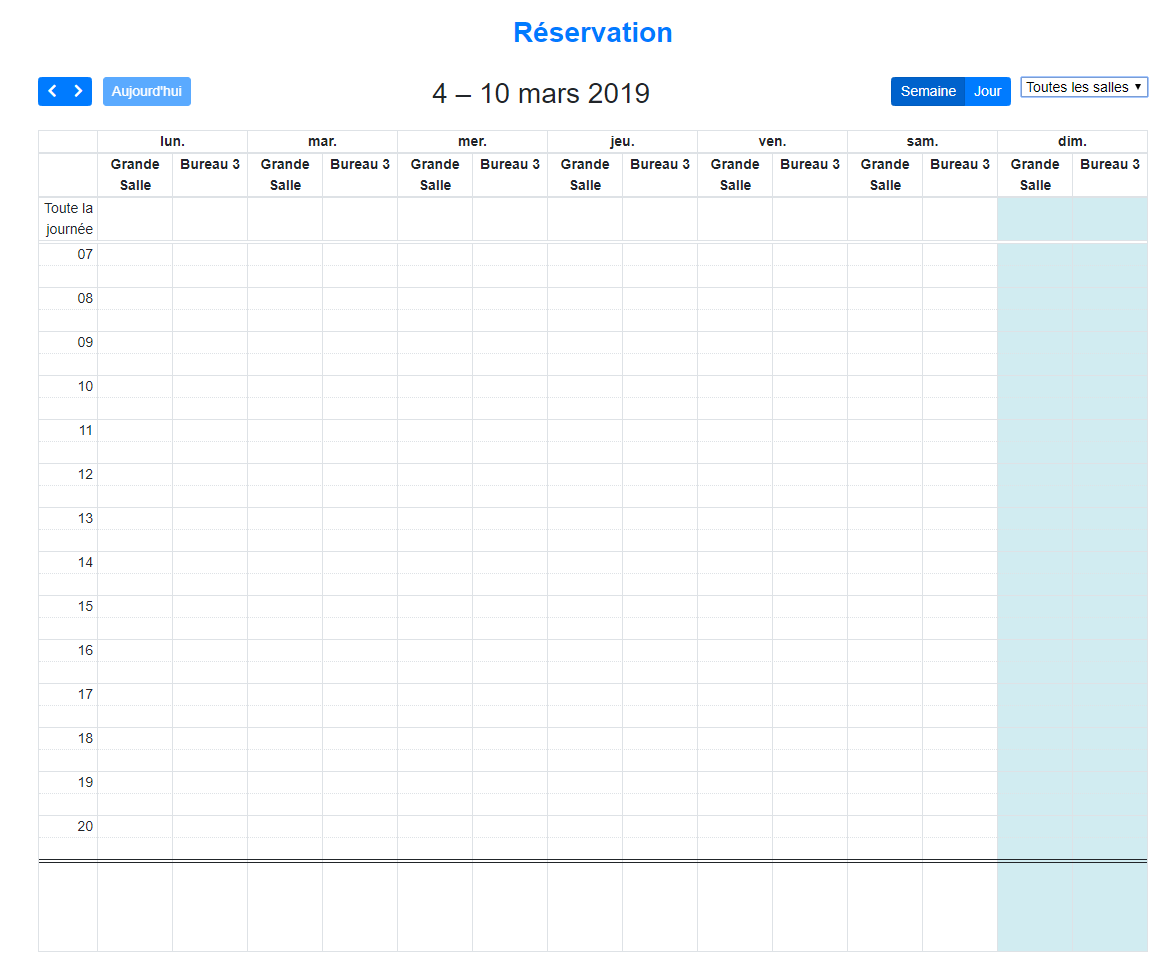 Réservation
Aujourd'hui
4 – 10 mars 2019
Semaine Jour Toutes les salles
lun. mar. mer. jeu. ven. sam. dim.
Grande Bureau 3 Grande Bureau 3 Grande Bureau 3 Grande Bureau 3 Grande Bureau 3 Grande Bureau 3 Grande Bureau 3
Salle Salle Salle Salle Salle Salle Salle
Toute la
journée
07
08
09
10
11
12
13
14
15
16
17
18
19
20